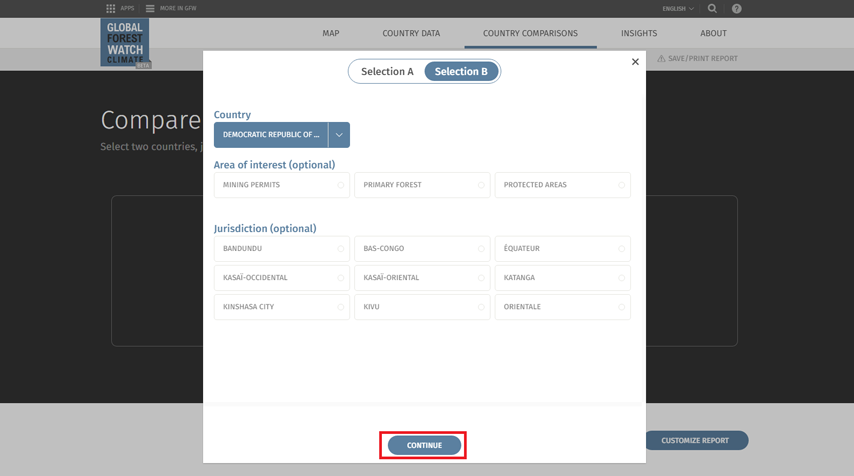 APPS
MORE IN GFW
ENGLISH
?
GLOBAL
FOREST
WATCH
CLIMATE
BETA
MAP
COUNTRY DATA
COUNTRY COMPARISONS
INSIGHTS
ABOUT
SAVE/PRINT REPORT
Selection A
Selection B
Compare
Select two countries, j
Country
DEMOCRATIC REPUBLIC OF ...
Area of interest (optional)
MINING PERMITS
PRIMARY FOREST
PROTECTED AREAS
Jurisdiction (optional)
BANDUNDU
BAS-CONGO
ÉQUATEUR
KASAÏ-OCCIDENTAL
KASAÏ-ORIENTAL
KATANGA
KINSHASA CITY
KIVU
ORIENTALE
CONTINUE
CUSTOMIZE REPORT